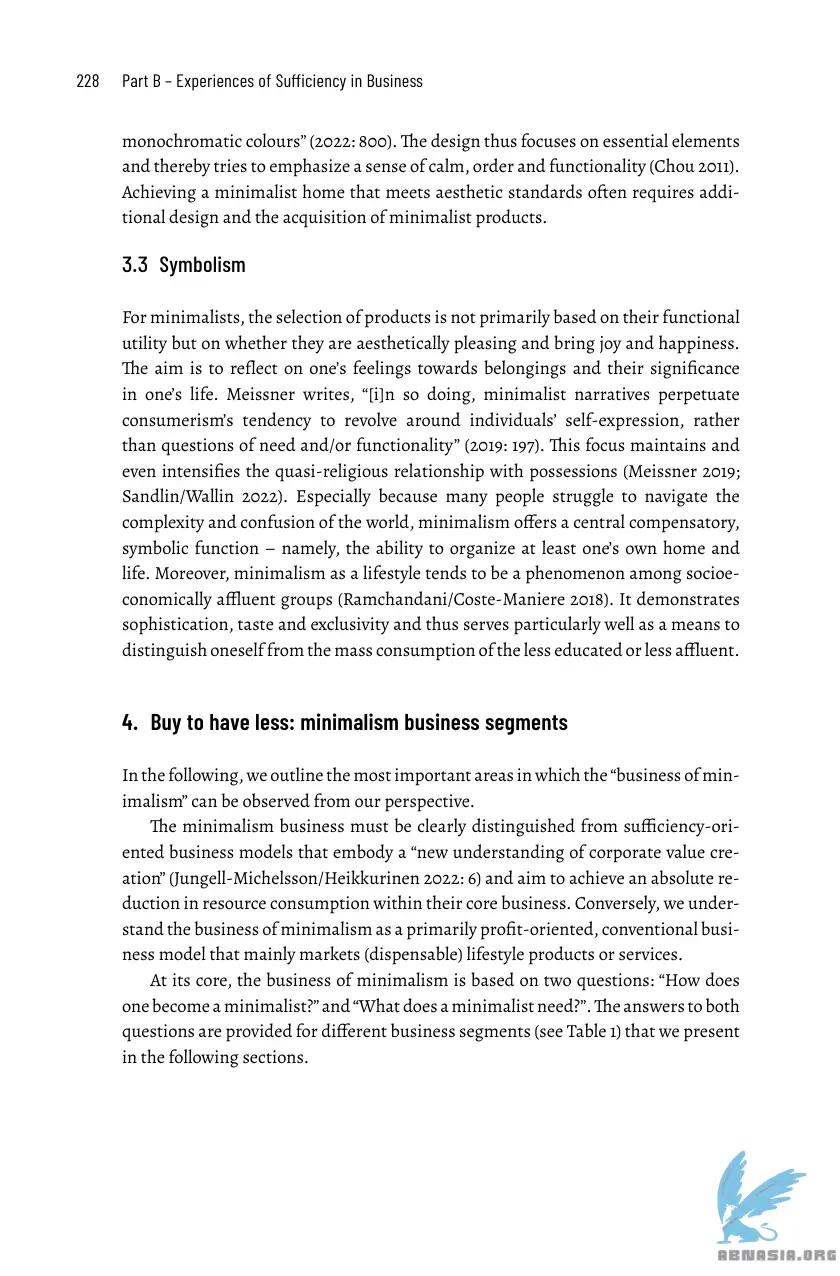 228 Part B – Experiences of Sufficiency in Business
monochromatic colours” (2022: 800). The design thus focuses on essential elements
and thereby tries to emphasize a sense of calm, order and functionality (Chou 2011).
Achieving a minimalist home that meets aesthetic standards often requires addi-
tional design and the acquisition of minimalist products.
3.3 Symbolism
For minimalists, the selection of products is not primarily based on their functional
utility but on whether they are aesthetically pleasing and bring joy and happiness.
The aim is to reflect on one’s feelings towards belongings and their significance
in one’s life. Meissner writes, “[i]n so doing, minimalist narratives perpetuate
consumerism’s tendency to revolve around individuals’ self-expression, rather
than questions of need and/or functionality” (2019: 197). This focus maintains and
even intensifies the quasi-religious relationship with possessions (Meissner 2019;
Sandlin/Wallin 2022). Especially because many people struggle to navigate the
complexity and confusion of the world, minimalism offers a central compensatory,
symbolic function – namely, the ability to organize at least one’s own home and
life. Moreover, minimalism as a lifestyle tends to be a phenomenon among socioe-
conomically affluent groups (Ramchandani/Coste-Maniere 2018). It demonstrates
sophistication, taste and exclusivity and thus serves particularly well as a means to
distinguish oneself from the mass consumption of the less educated or less affluent.
4. Buy to have less: minimalism business segments
In the following, we outline the most important areas in which the “business of min-
imalism” can be observed from our perspective.
The minimalism business must be clearly distinguished from sufficiency-ori-
ented business models that embody a “new understanding of corporate value cre-
ation” (Jungell-Michelsson/Heikkurinen 2022: 6) and aim to achieve an absolute re-
duction in resource consumption within their core business. Conversely, we under-
stand the business of minimalism as a primarily profit-oriented, conventional busi-
ness model that mainly markets (dispensable) lifestyle products or services.
At its core, the business of minimalism is based on two questions: “How does
one become a minimalist?” and “What does a minimalist need?”. The answers to both
questions are provided for different business segments (see Table 1) that we present
in the following sections.
ABNASIA.ORG